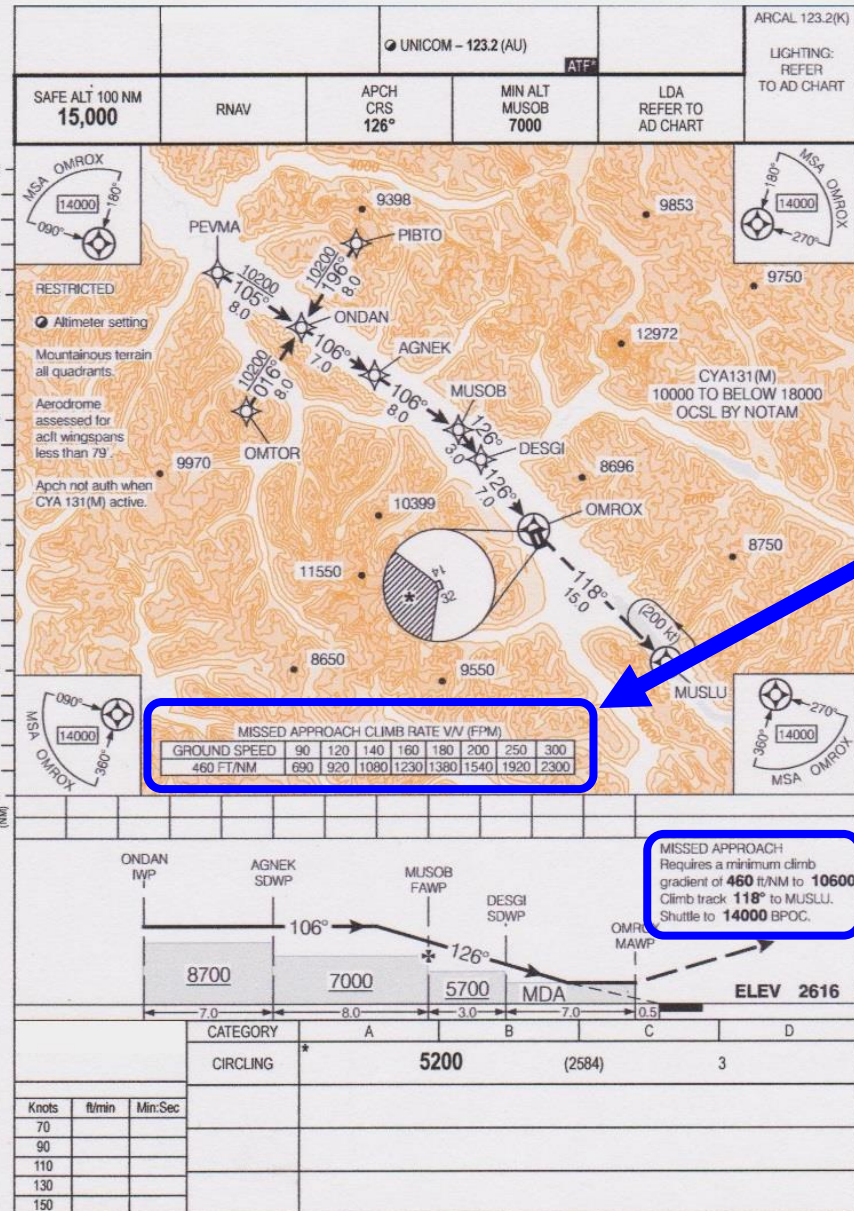 UNICOM – 123.2 (AU)
ATF*
ARCAL 123.2(K)
LIGHTING:
REFER
TO AD CHART
SAFE ALT 100 NM
15,000
RNAV
APCH
CRS
126°
MIN ALT
MUSOB
7000
LDA
REFER TO
AD CHART
MSA OMROX
14000
090°
180°
MSA OMROX
14000
180°
270°
4000
9398
9853
PEVMA
PIBTO
10200
105°
8.0
10200
196°
8.0
9750
RESTRICTED
Altimeter setting
Mountainous terrain
all quadrants.
Aerodrome
assessed for
acft wingspans
less than 79'.
Apch not auth when
CYA 131(M) active.
ONDAN
106°
7.0
AGNEK
12972
10200
016°
8.0
OMTOR
106°
8.0
MUSOB
CYA131(M)
10000 TO BELOW 18000
OCSL BY NOTAM
126°
3.0
DESGI
126°
7.0
9970
8696
10399
OMROX
8750
11550
14
32
*
118°
15.0
(200 kt)
8650
9550
MUSLU
090°
14000
360°
MSA OMROX
270°
14000
360°
MSA OMROX
MISSED APPROACH CLIMB RATE V/V (FPM)
GROUND SPEED 90 120 140 160 180 200 250 300
460 FT/NM 690 920 1080 1230 1380 1540 1920 2300
(NM)
ONDAN
IWP
AGNEK
SDWP
MUSOB
FAWP
DESGI
SDWP
OMROX
MAWP
MISSED APPROACH
Requires a minimum climb
gradient of 460 ft/NM to 10600
Climb track 118° to MUSLU.
Shuttle to 14000 BPOC.
106°
126°
8700
7000
5700
MDA
ELEV 2616
7.0 8.0 3.0 7.0 0.5
CATEGORY A B C D
CIRCLING * 5200 (2584) 3
Knots ft/min Min:Sec
70
90
110
130
150